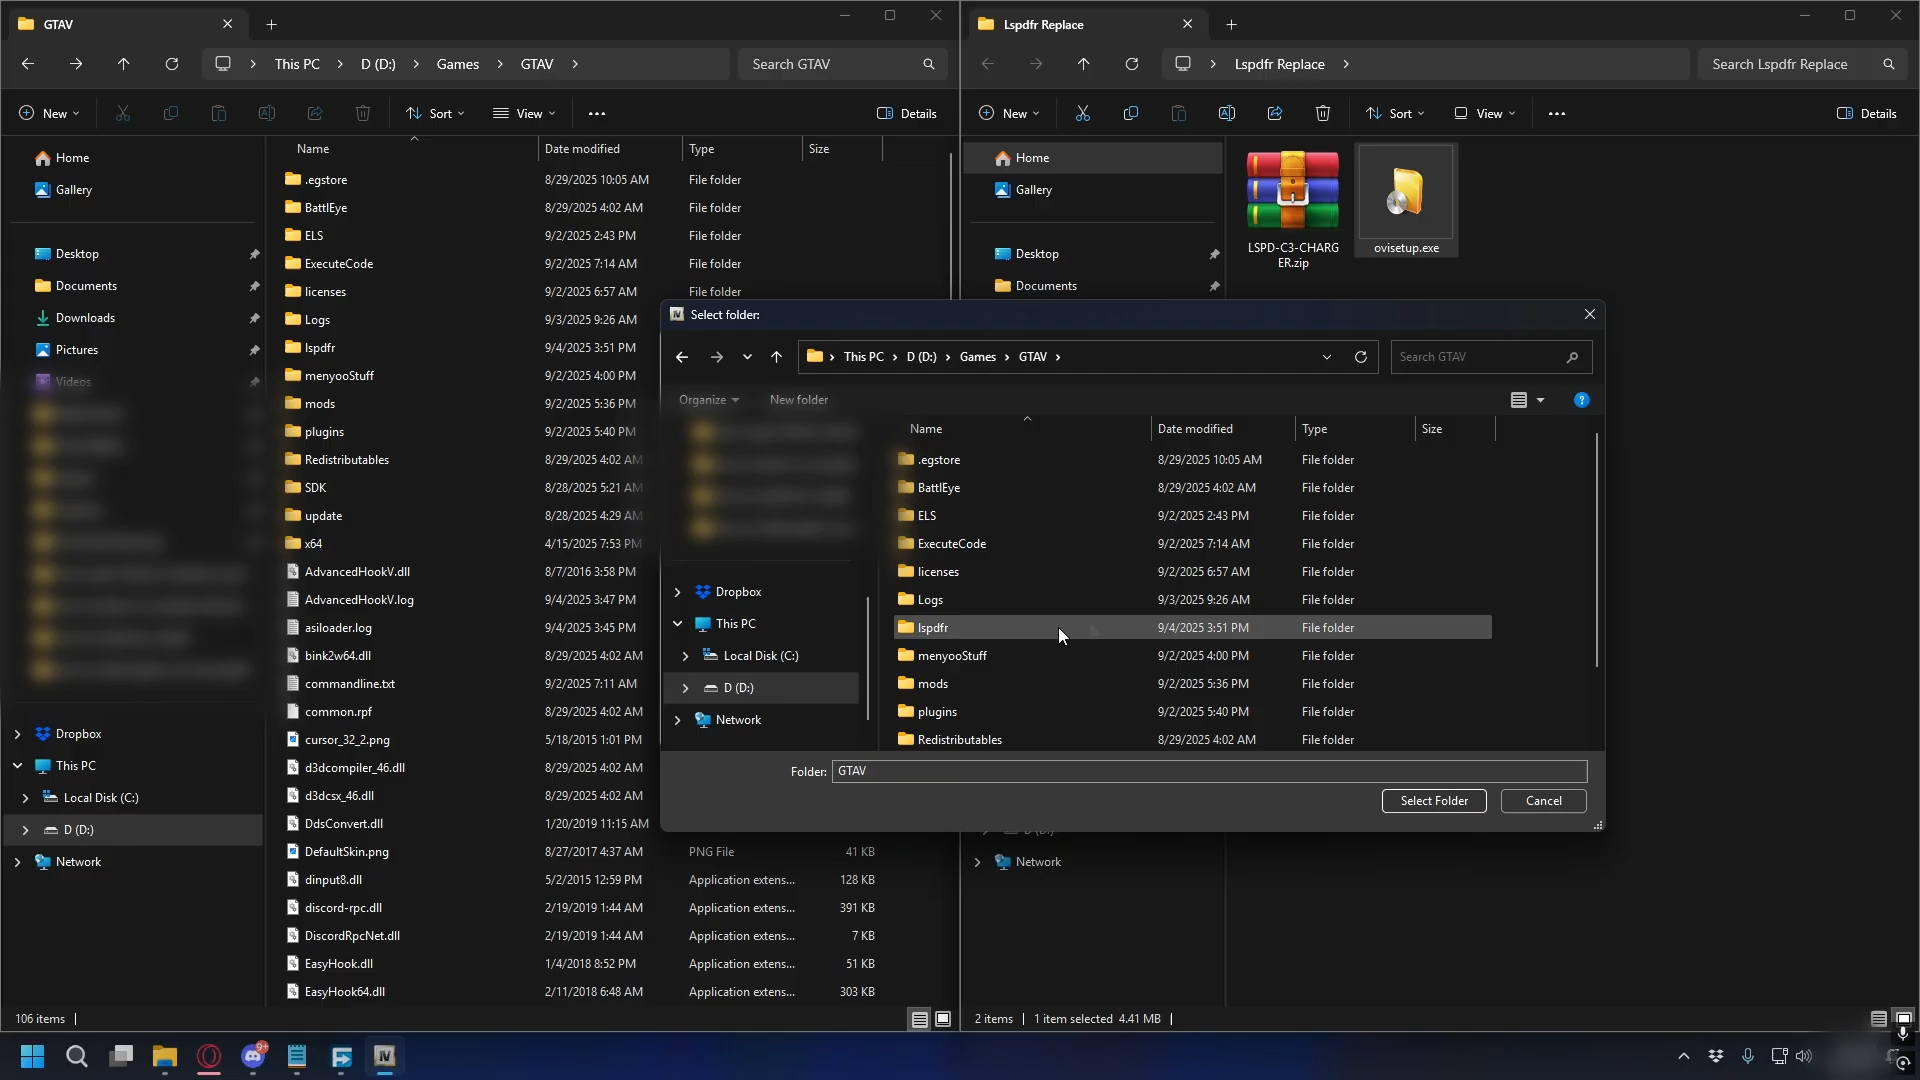 GTAV
This PC
D (D:)
Games
GTAV
Search GTAV
New
Sort
View
Details
Home
Gallery
Desktop
Documents
Downloads
Pictures
Videos
Dropbox
This PC
Local Disk (C:)
D (D:)
Network
Name Date modified Type Size
.egstore 8/29/2025 10:05 AM File folder
BattlEye 8/29/2025 4:02 AM File folder
ELS 9/2/2025 2:43 PM File folder
ExecuteCode 9/2/2025 7:14 AM File folder
licenses 9/2/2025 6:57 AM File folder
Logs 9/3/2025 9:26 AM
lspdfr 9/4/2025 3:51 PM
menyooStuff 9/2/2025 4:00 PM
mods 9/2/2025 5:36 PM
plugins 9/2/2025 5:40 PM
Redistributables 8/29/2025 4:02 AM
SDK 8/28/2025 5:21 AM
update 8/28/2025 4:29 AM
x64 4/15/2025 7:53 PM
AdvancedHookV.dll 8/7/2016 3:58 PM
AdvancedHookV.log 9/4/2025 3:47 PM
asiloader.log 9/4/2025 3:45 PM
bink2w64.dll 8/29/2025 4:02 AM
commandline.txt 9/2/2025 7:11 AM
common.rpf 8/29/2025 4:02 AM
cursor_32_2.png 5/18/2015 1:01 PM
d3dcompiler_46.dll 8/29/2025 4:02 AM
d3dcsx_46.dll 8/29/2025 4:02 AM
DdsConvert.dll 1/20/2019 11:15 AM
DefaultSkin.png 8/27/2017 4:37 AM PNG File 41 KB
dinput8.dll 5/2/2015 12:59 PM Application extens... 128 KB
discord-rpc.dll 2/19/2019 1:44 AM Application extens... 391 KB
DiscordRpcNet.dll 2/19/2019 1:44 AM Application extens... 7 KB
EasyHook.dll 1/4/2018 8:52 PM Application extens... 51 KB
EasyHook64.dll 2/11/2018 6:48 AM Application extens... 303 KB
106 items
Lspdfr Replace
Lspdfr Replace
Search Lspdfr Replace
New
Sort
View
Details
Home
Gallery
Desktop
Documents
D (D:)
Network
LSPD-C3-CHARG
ER.zip
ovisetup.exe
2 items 1 item selected 4.41 MB
Select folder:
This PC
D (D:)
Games
GTAV
Search GTAV
Organize
New folder
?
Dropbox
This PC
Local Disk (C:)
D (D:)
Network
Name Date modified Type Size
.egstore 8/29/2025 10:05 AM File folder
BattlEye 8/29/2025 4:02 AM File folder
ELS 9/2/2025 2:43 PM File folder
ExecuteCode 9/2/2025 7:14 AM File folder
licenses 9/2/2025 6:57 AM File folder
Logs 9/3/2025 9:26 AM File folder
lspdfr 9/4/2025 3:51 PM File folder
menyooStuff 9/2/2025 4:00 PM File folder
mods 9/2/2025 5:36 PM File folder
plugins 9/2/2025 5:40 PM File folder
Redistributables 8/29/2025 4:02 AM File folder
Folder: GTAV
Select Folder
Cancel
9+